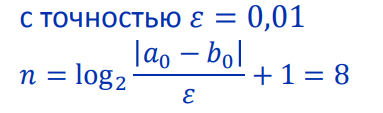 с точностью ε = 0,01
n = log₂ |a₀ − b₀| / ε + 1 = 8